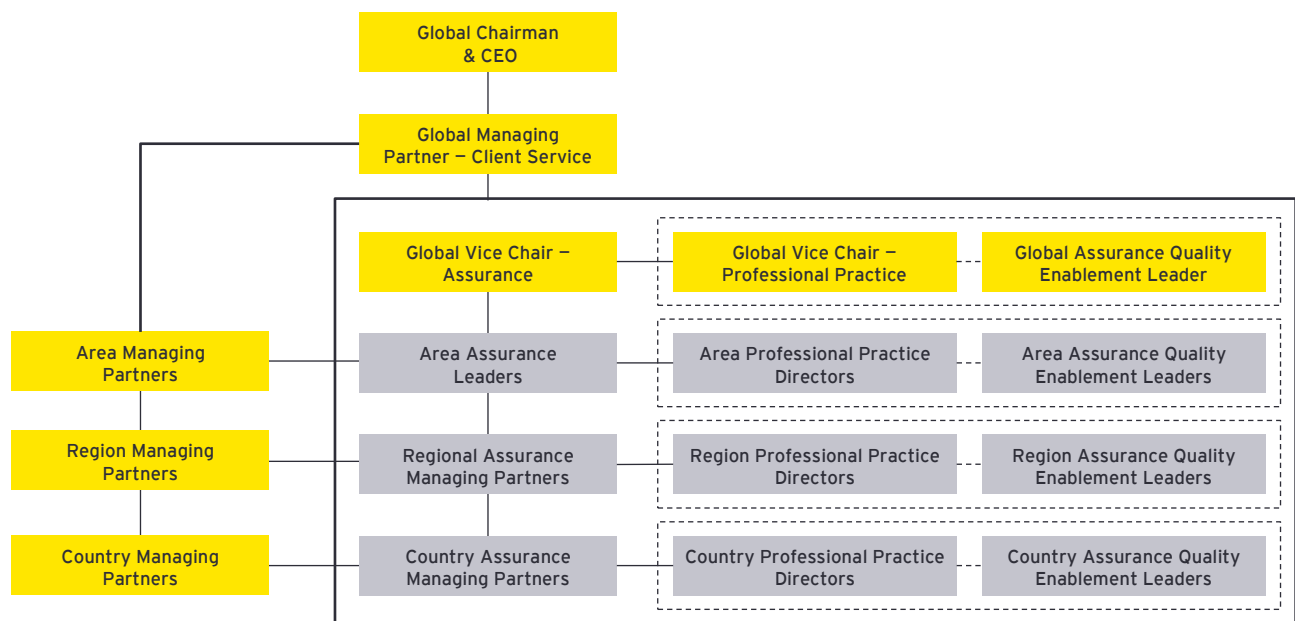 Global Chairman
& CEO
Global Managing
Partner – Client Service
Global Vice Chair –
Assurance
Global Vice Chair –
Professional Practice
Global Assurance Quality
Enablement Leader
Area Managing
Partners
Area Assurance
Leaders
Area Professional Practice
Directors
Area Assurance Quality
Enablement Leaders
Region Managing
Partners
Regional Assurance
Managing Partners
Region Professional Practice
Directors
Region Assurance Quality
Enablement Leaders
Country Managing
Partners
Country Assurance
Managing Partners
Country Professional Practice
Directors
Country Assurance Quality
Enablement Leaders